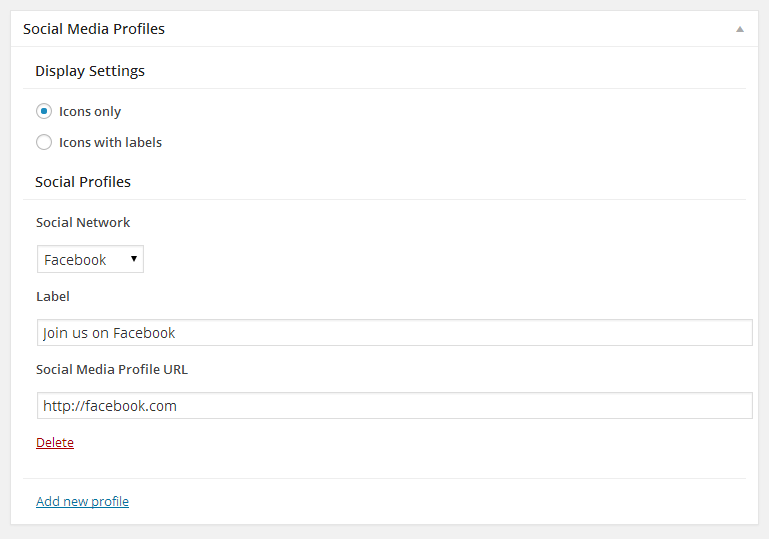 Social Media Profiles
Display Settings
Icons only
Icons with labels
Social Profiles
Social Network
Facebook
Label
Join us on Facebook
Social Media Profile URL
http://facebook.com
Delete
Add new profile